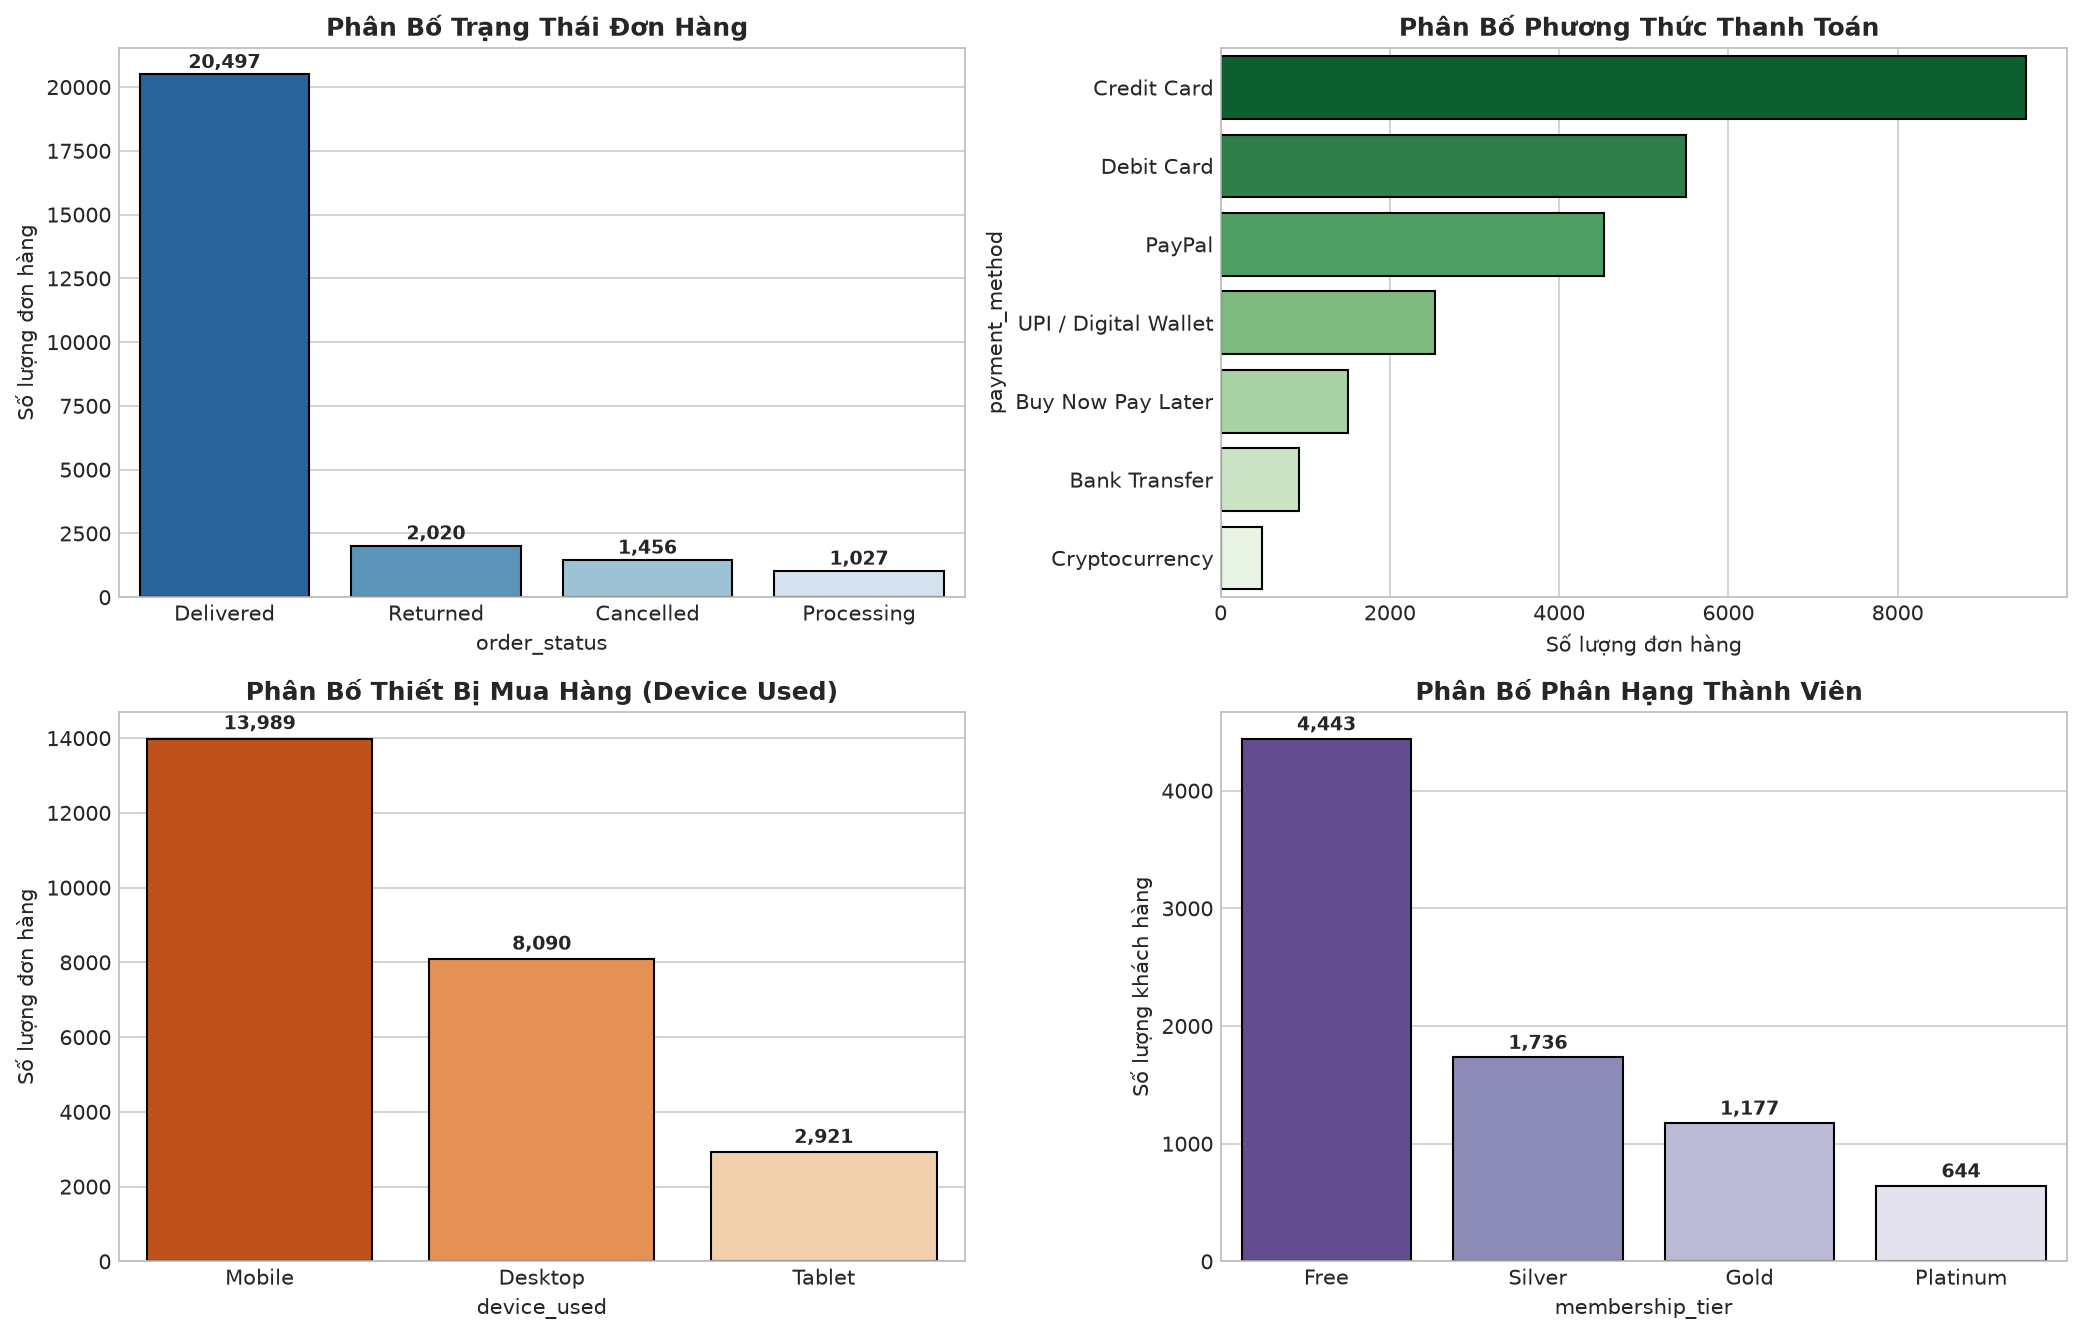 Phân Bố Trạng Thái Đơn Hàng
Số lượng đơn hàng
20000
17500
15000
12500
10000
7500
5000
2500
0
20,497
2,020
1,456
1,027
Delivered
Returned
Cancelled
Processing
order_status
Phân Bố Phương Thức Thanh Toán
payment_method
Credit Card
Debit Card
PayPal
UPI / Digital Wallet
Buy Now Pay Later
Bank Transfer
Cryptocurrency
0
2000
4000
6000
8000
Số lượng đơn hàng
Phân Bố Thiết Bị Mua Hàng (Device Used)
Số lượng đơn hàng
14000
12000
10000
8000
6000
4000
2000
0
13,989
8,090
2,921
Mobile
Desktop
Tablet
device_used
Phân Bố Phân Hạng Thành Viên
Số lượng khách hàng
4000
3000
2000
1000
0
4,443
1,736
1,177
644
Free
Silver
Gold
Platinum
membership_tier